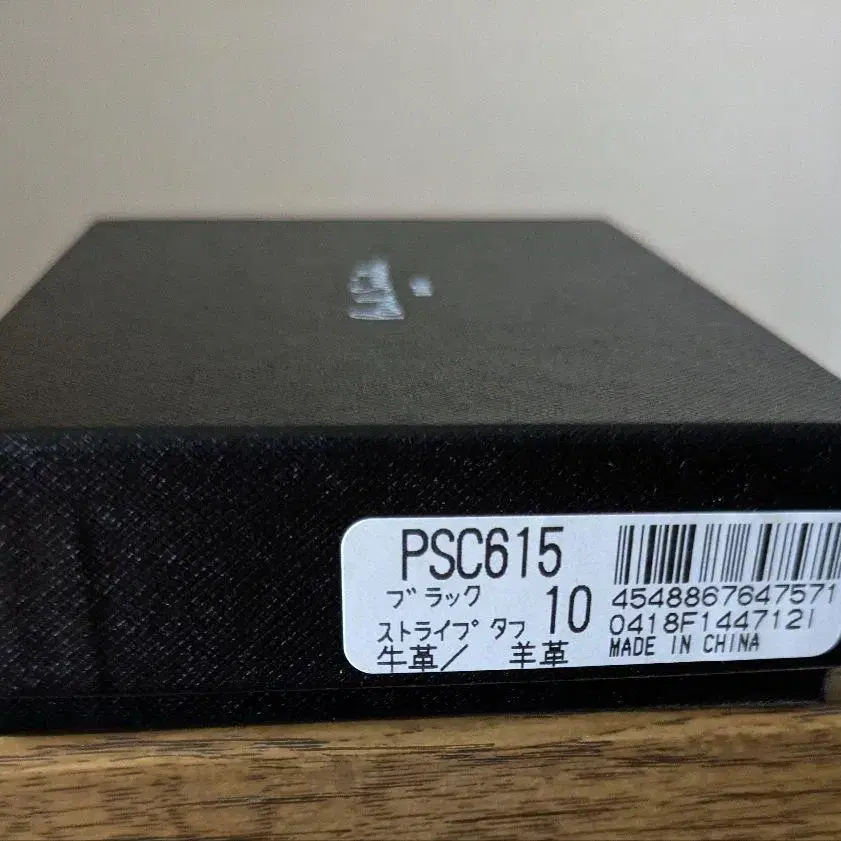 PSC615
ブラック 10
ストライプ タフ
牛革/ 羊革
4548867647571
0418F1447121
MADE IN CHINA